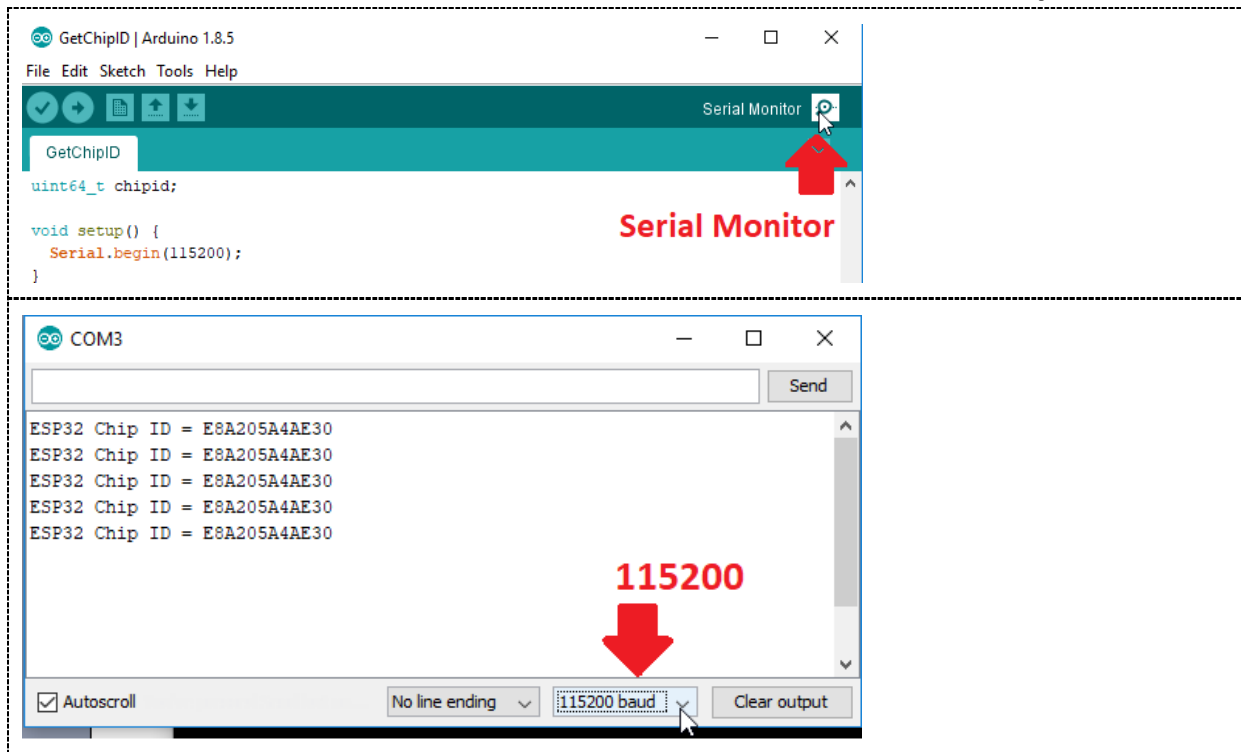 GetChipID | Arduino 1.8.5
File Edit Sketch Tools Help
Serial Monitor
GetChipID
uint64_t chipid;
void setup() {
Serial.begin(115200);
}
Serial Monitor
COM3
Send
ESP32 Chip ID = E8A205A4AE30
ESP32 Chip ID = E8A205A4AE30
ESP32 Chip ID = E8A205A4AE30
ESP32 Chip ID = E8A205A4AE30
ESP32 Chip ID = E8A205A4AE30
115200
Autoscroll No line ending 115200 baud Clear output